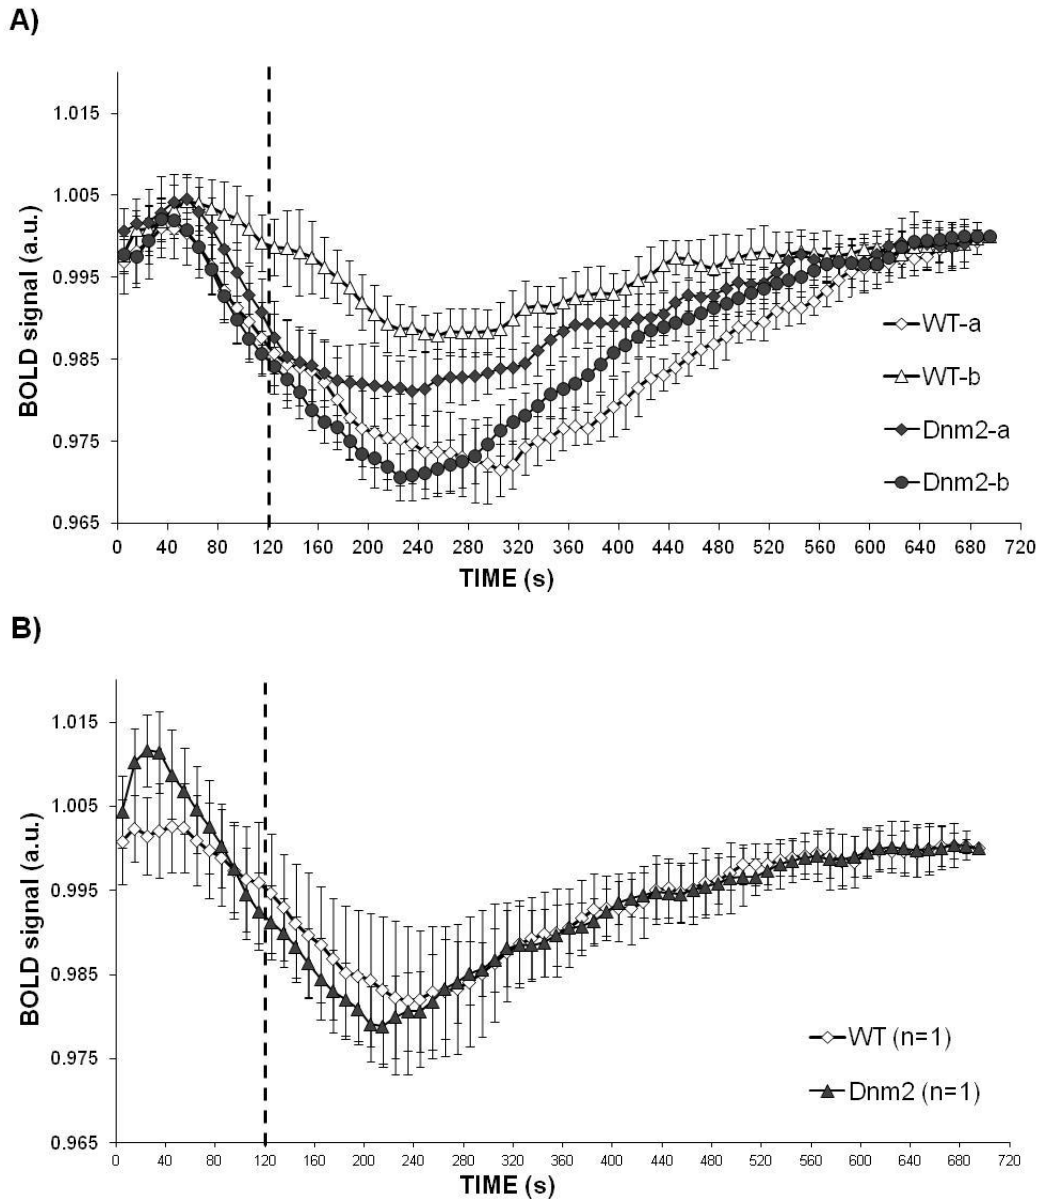 A)
1.015
1.005
0.995
0.985
0.975
0.965
BOLD signal (a.u.)
WT-a
WT-b
Dnm2-a
Dnm2-b
0 40 80 120 160 200 240 280 320 360 400 440 480 520 560 600 640 680 720
TIME (s)
B)
1.015
1.005
0.995
0.985
0.975
0.965
BOLD signal (a.u.)
WT (n=1)
Dnm2 (n=1)
0 40 80 120 160 200 240 280 320 360 400 440 480 520 560 600 640 680 720
TIME (s)